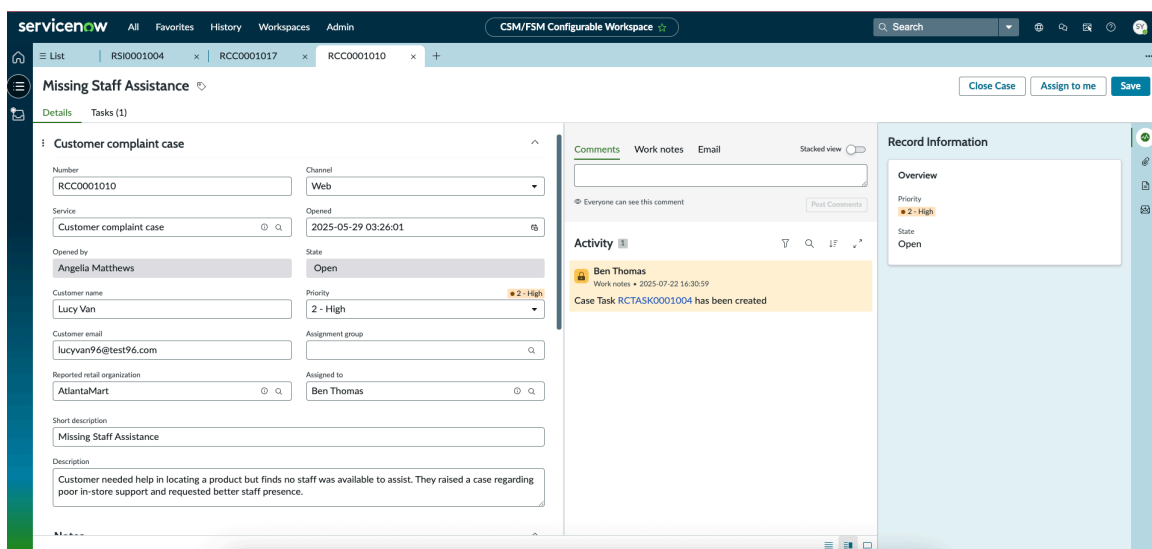 servicenow All Favorites History Workspaces Admin CSM/FSM Configurable Workspace Search SY
List RSI0001004 RCC0001017 RCC0001010
Missing Staff Assistance Close Case Assign to me Save
Details Tasks (1)
Customer complaint case
Number
RCC0001010
Channel
Web
Service
Customer complaint case
Opened
2025-05-29 03:26:01
Opened by
Angelia Matthews
State
Open
Customer name
Lucy Van
Priority 2 - High
2 - High
Customer email
lucyvan96@test96.com
Assignment group
Reported retail organization
AtlantaMart
Assigned to
Ben Thomas
Short description
Missing Staff Assistance
Description
Customer needed help in locating a product but finds no staff was available to assist. They raised a case regarding
poor in-store support and requested better staff presence.
Notes
Comments Work notes Email Stacked view
Everyone can see this comment Post Comments
Activity 1
Ben Thomas
Work notes • 2025-07-22 16:30:59
Case Task RCTASK0001004 has been created
Record Information
Overview
Priority
2 - High
State
Open